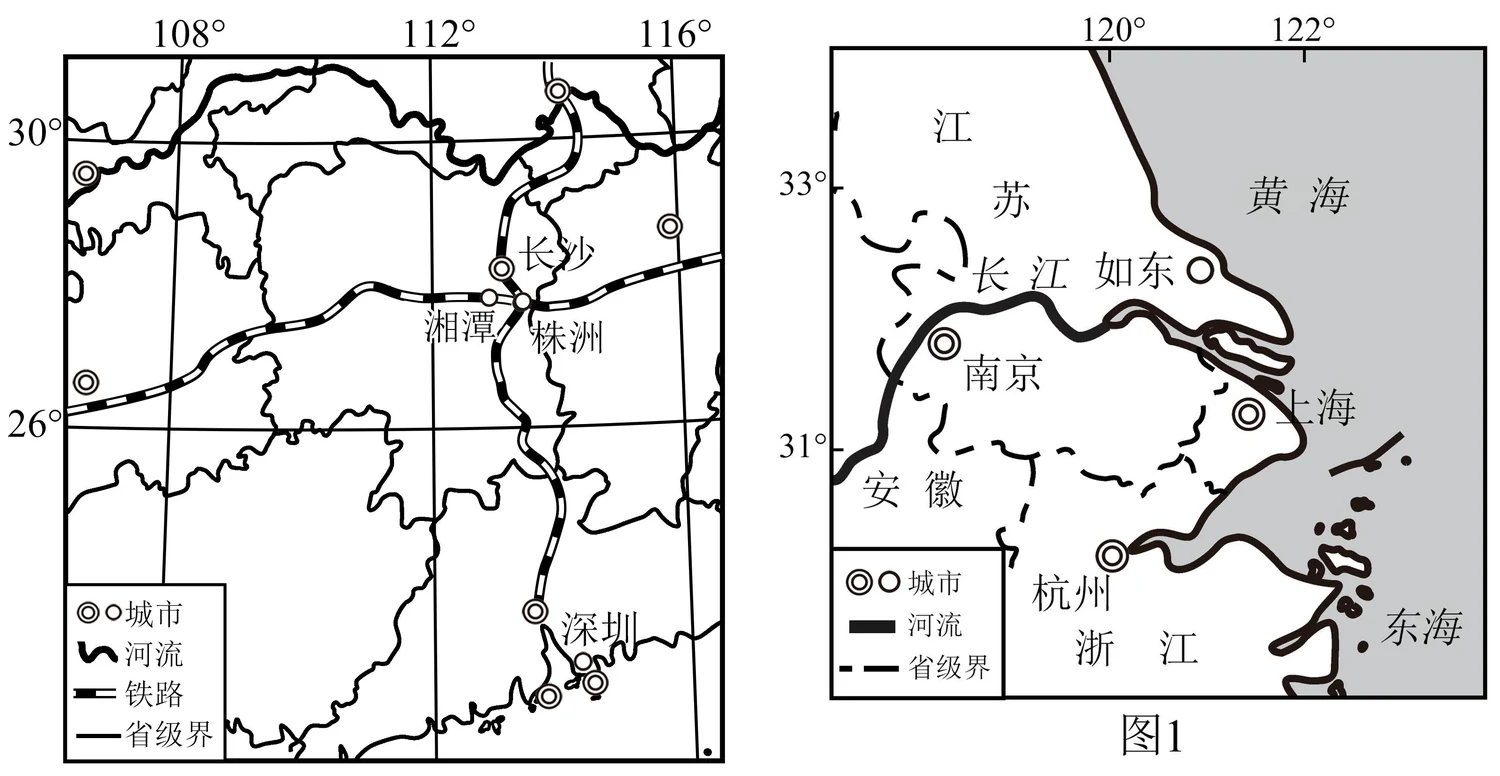 108° 112° 116°
30°
26°
长沙
湘潭 株洲
深圳
城市
河流
铁路
省级界
120° 122°
33°
31°
江
苏
黄 海
长 江 如东
南京
上海
安 徽
杭州
浙 江
东海
城市
河流
省级界
图1